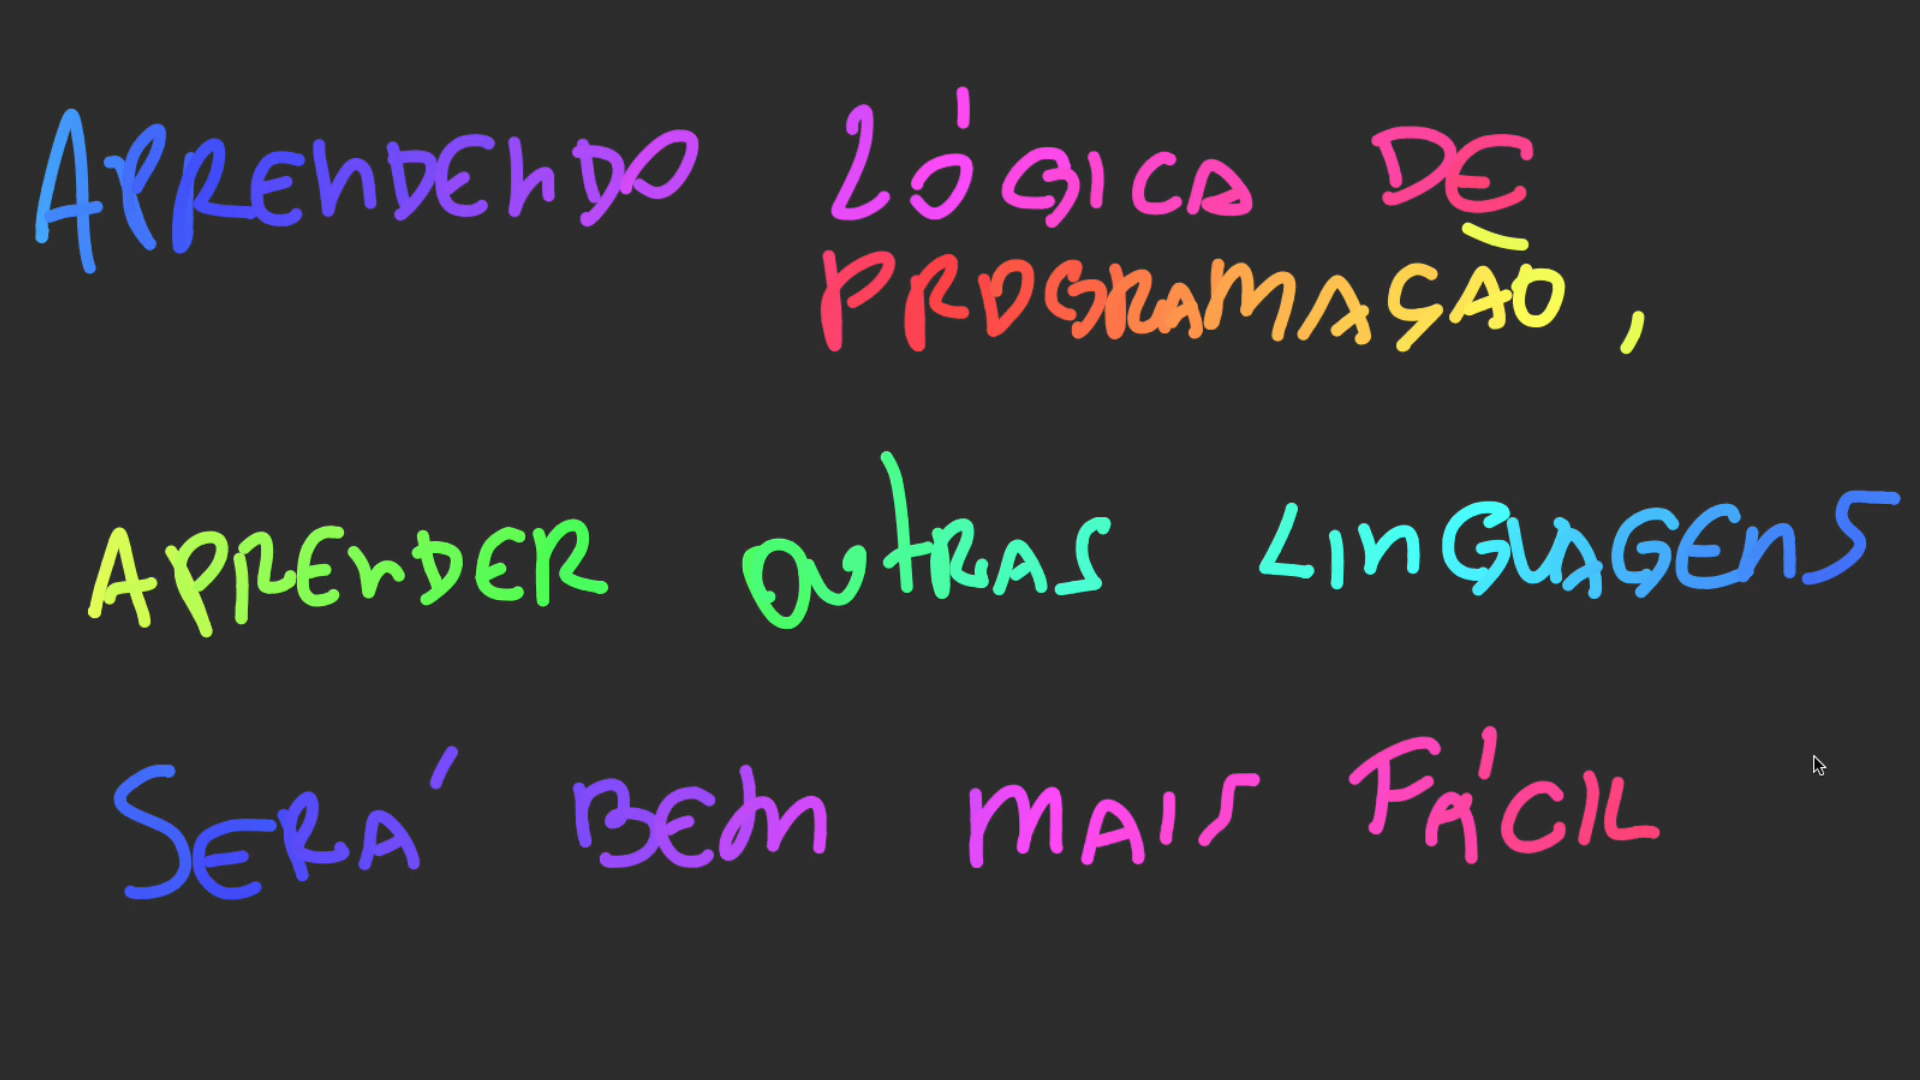 APRENDENDO LÓGICA DE
PROGRAMAÇÃO,
APRENDER OUTRAS LINGUAGENS
SERÁ BEM MAIS FÁCIL